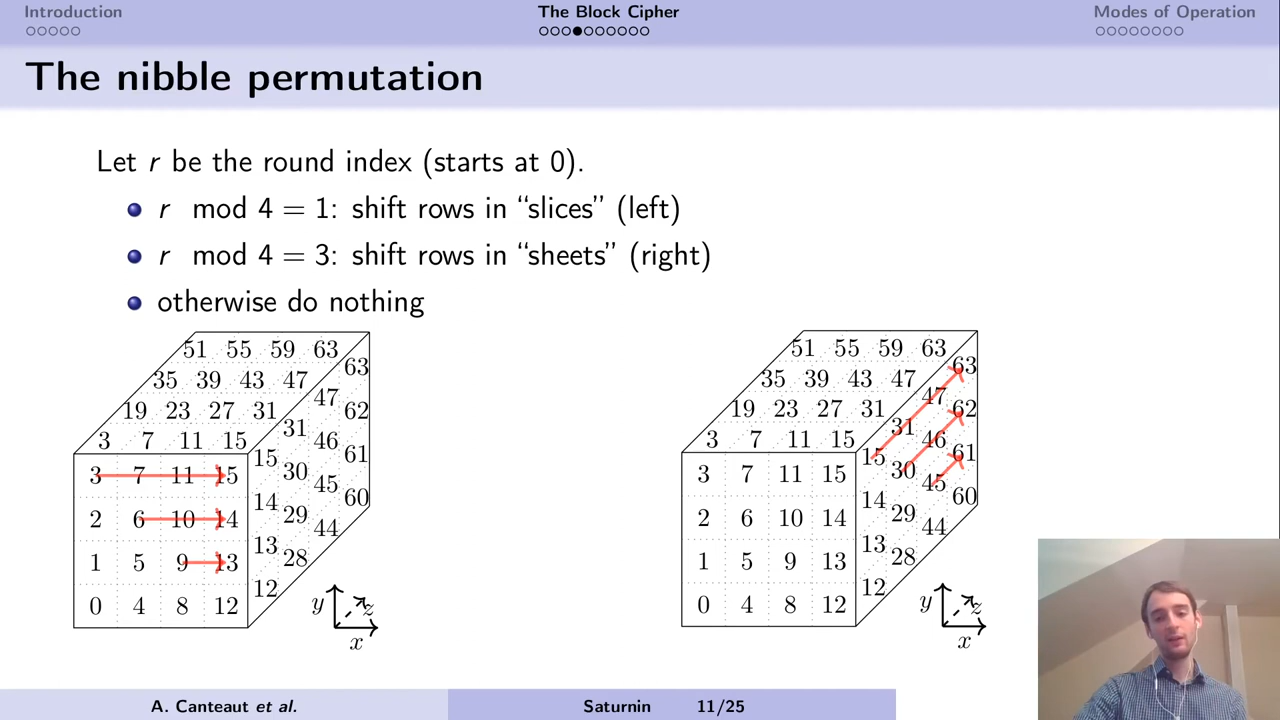 Introduction
The Block Cipher
Modes of Operation
The nibble permutation
Let r be the round index (starts at 0).
r mod 4 = 1: shift rows in “slices” (left)
r mod 4 = 3: shift rows in “sheets” (right)
otherwise do nothing
51 55 59 63
35 39 43 47
19 23 27 31
3 7 11 15
3 7 11 15
2 6 10 14
1 5 9 13
0 4 8 12
15 31 47 63
14 30 46 62
13 29 45 61
12 28 44 60
y
z
x
51 55 59 63
35 39 43 47
19 23 27 31
3 7 11 15
3 7 11 15
2 6 10 14
1 5 9 13
0 4 8 12
15 31 47 63
14 30 46 62
13 29 45 61
12 28 44 60
y
z
x
A. Canteaut et al.
Saturnin 11/25